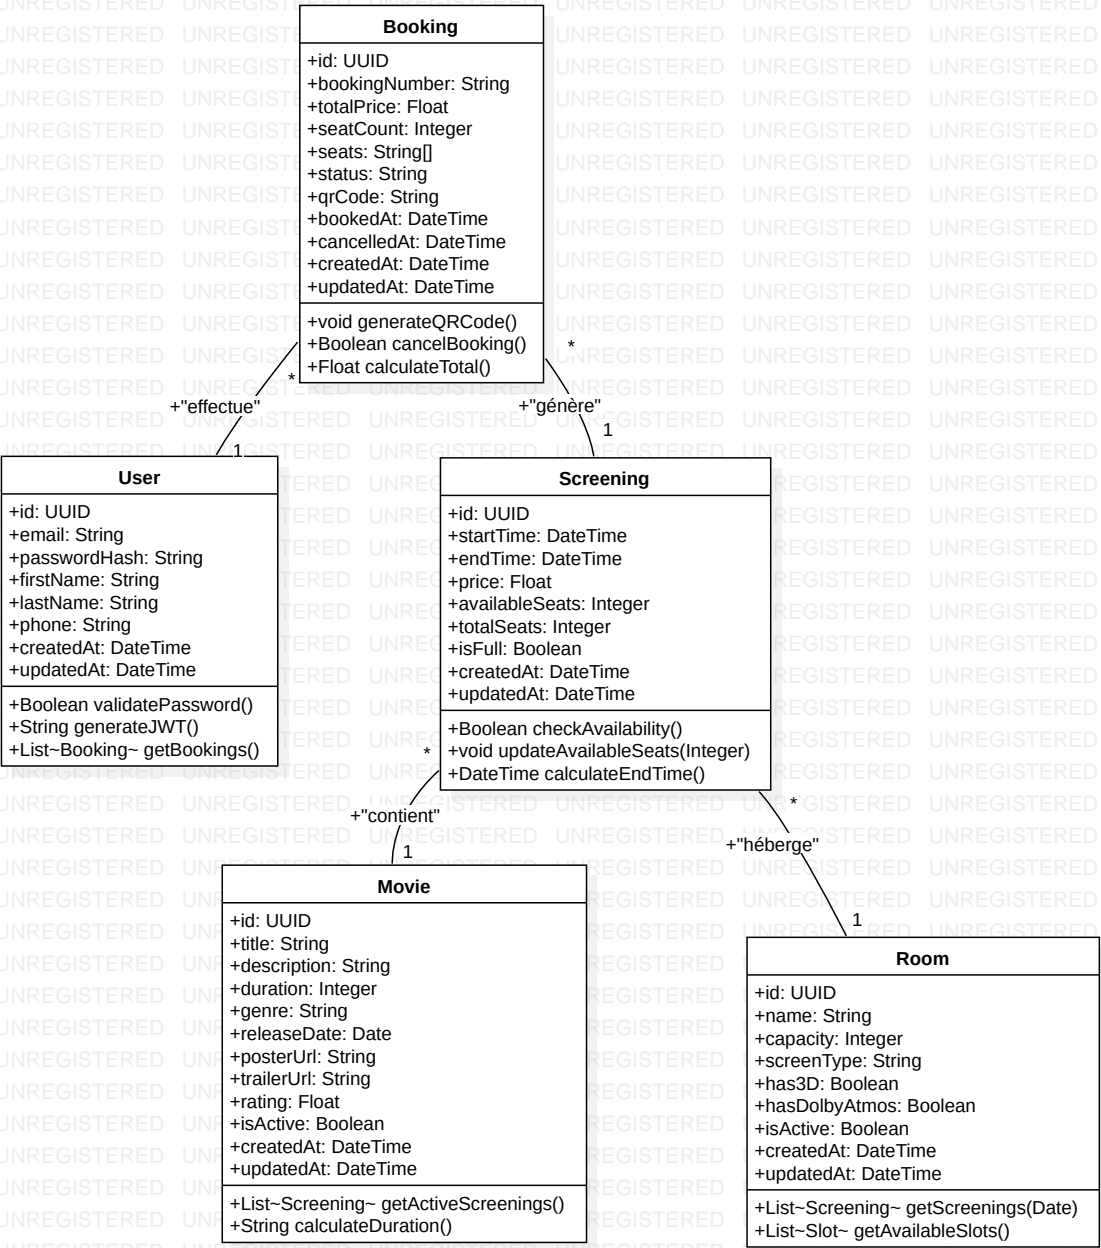 Booking
+id: UUID
+bookingNumber: String
+totalPrice: Float
+seatCount: Integer
+seats: String[]
+status: String
+qrCode: String
+bookedAt: DateTime
+cancelledAt: DateTime
+createdAt: DateTime
+updatedAt: DateTime
+void generateQRCode()
+Boolean cancelBooking()
+Float calculateTotal()
*
+"effectue"
1
*
+"génère"
1
User
+id: UUID
+email: String
+passwordHash: String
+firstName: String
+lastName: String
+phone: String
+createdAt: DateTime
+updatedAt: DateTime
+Boolean validatePassword()
+String generateJWT()
+List~Booking~ getBookings()
Screening
+id: UUID
+startTime: DateTime
+endTime: DateTime
+price: Float
+availableSeats: Integer
+totalSeats: Integer
+isFull: Boolean
+createdAt: DateTime
+updatedAt: DateTime
+Boolean checkAvailability()
+void updateAvailableSeats(Integer)
+DateTime calculateEndTime()
*
+"contient"
1
*
+"héberge"
1
Movie
+id: UUID
+title: String
+description: String
+duration: Integer
+genre: String
+releaseDate: Date
+posterUrl: String
+trailerUrl: String
+rating: Float
+isActive: Boolean
+createdAt: DateTime
+updatedAt: DateTime
+List~Screening~ getActiveScreenings()
+String calculateDuration()
Room
+id: UUID
+name: String
+capacity: Integer
+screenType: String
+has3D: Boolean
+hasDolbyAtmos: Boolean
+isActive: Boolean
+createdAt: DateTime
+updatedAt: DateTime
+List~Screening~ getScreenings(Date)
+List~Slot~ getAvailableSlots()
UNREGISTERED